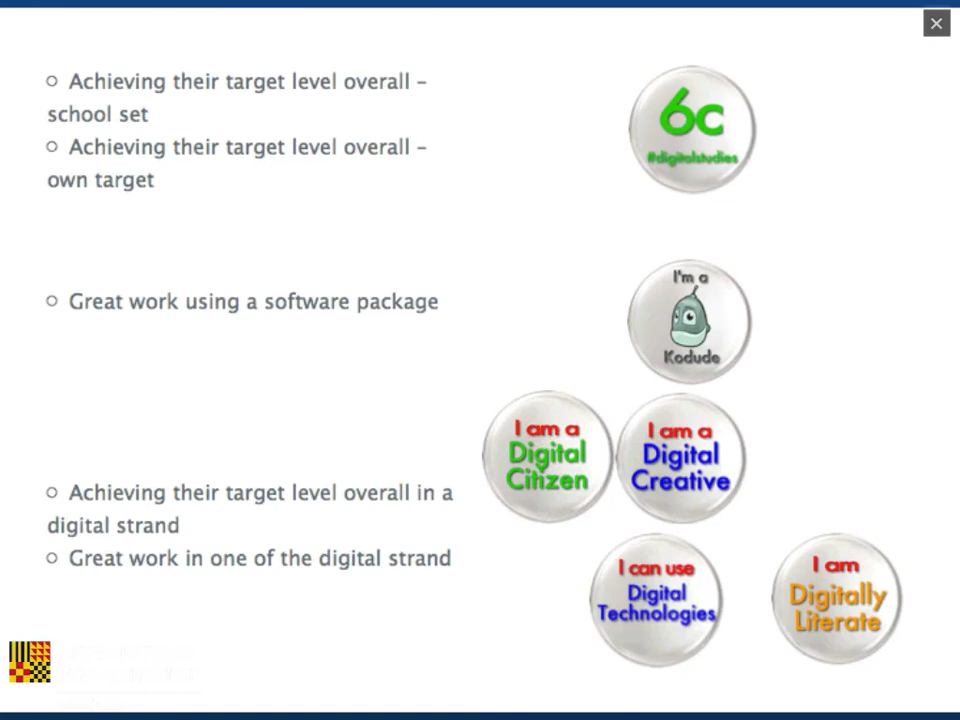 ○ Achieving their target level overall –
school set
○ Achieving their target level overall –
own target
6c
#digitalstudies
○ Great work using a software package
I'm a
Kodude
I am a
Digital
Citizen
I am a
Digital
Creative
○ Achieving their target level overall in a
digital strand
○ Great work in one of the digital strand
I can use
Digital
Technologies
I am
Digitally
Literate